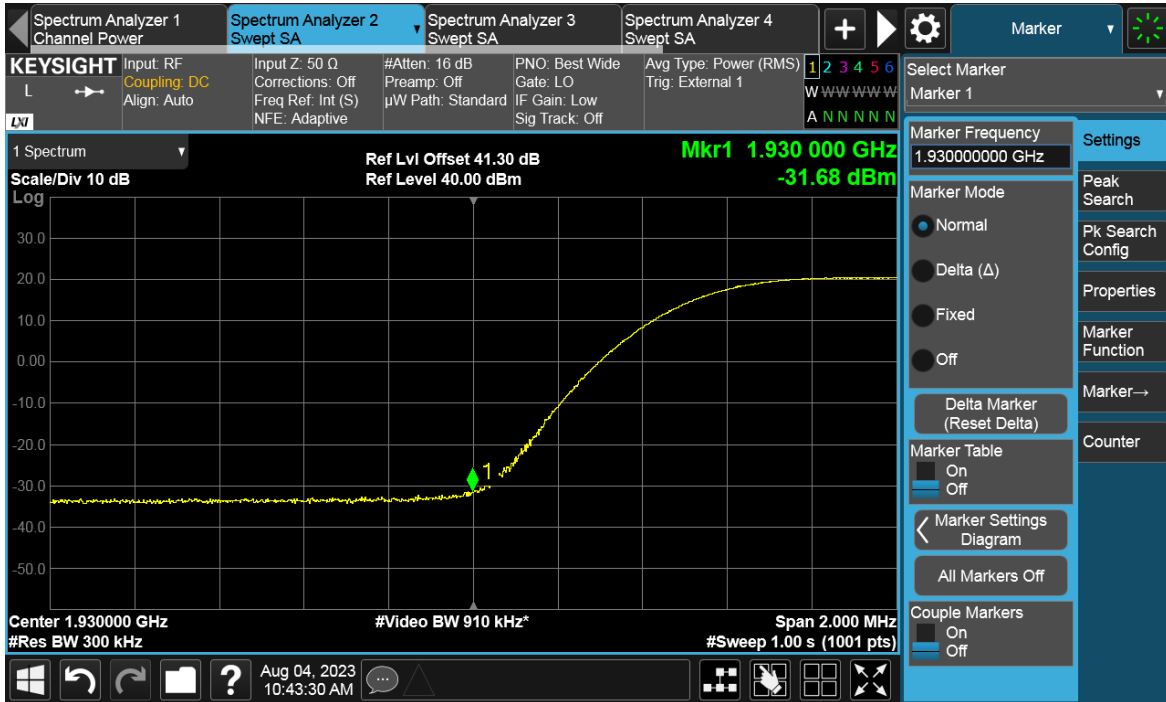 Spectrum Analyzer 1
Channel Power
Spectrum Analyzer 2
Swept SA
Spectrum Analyzer 3
Swept SA
Spectrum Analyzer 4
Swept SA
+
Marker
KEYSIGHT
L
LXI
Input: RF
Coupling: DC
Align: Auto
Input Z: 50 Ω
Corrections: Off
Freq Ref: Int (S)
NFE: Adaptive
#Atten: 16 dB
Preamp: Off
µW Path: Standard
PNO: Best Wide
Gate: LO
IF Gain: Low
Sig Track: Off
Avg Type: Power (RMS)
Trig: External 1
1 2 3 4 5 6
W W W W W W
A N N N N N
Select Marker
Marker 1
1 Spectrum
Scale/Div 10 dB
Log
Ref Lvl Offset 41.30 dB
Ref Level 40.00 dBm
Mkr1 1.930 000 GHz
-31.68 dBm
30.0
20.0
10.0
0.00
-10.0
-20.0
-30.0
-40.0
-50.0
1
Center 1.930000 GHz
#Res BW 300 kHz
#Video BW 910 kHz*
Span 2.000 MHz
#Sweep 1.00 s (1001 pts)
Marker Frequency
1.930000000 GHz
Marker Mode
Normal
Delta (Δ)
Fixed
Off
Delta Marker
(Reset Delta)
Marker Table
On
Off
Marker Settings
Diagram
All Markers Off
Couple Markers
On
Off
Settings
Peak
Search
Pk Search
Config
Properties
Marker
Function
Marker→
Counter
?
Aug 04, 2023
10:43:30 AM